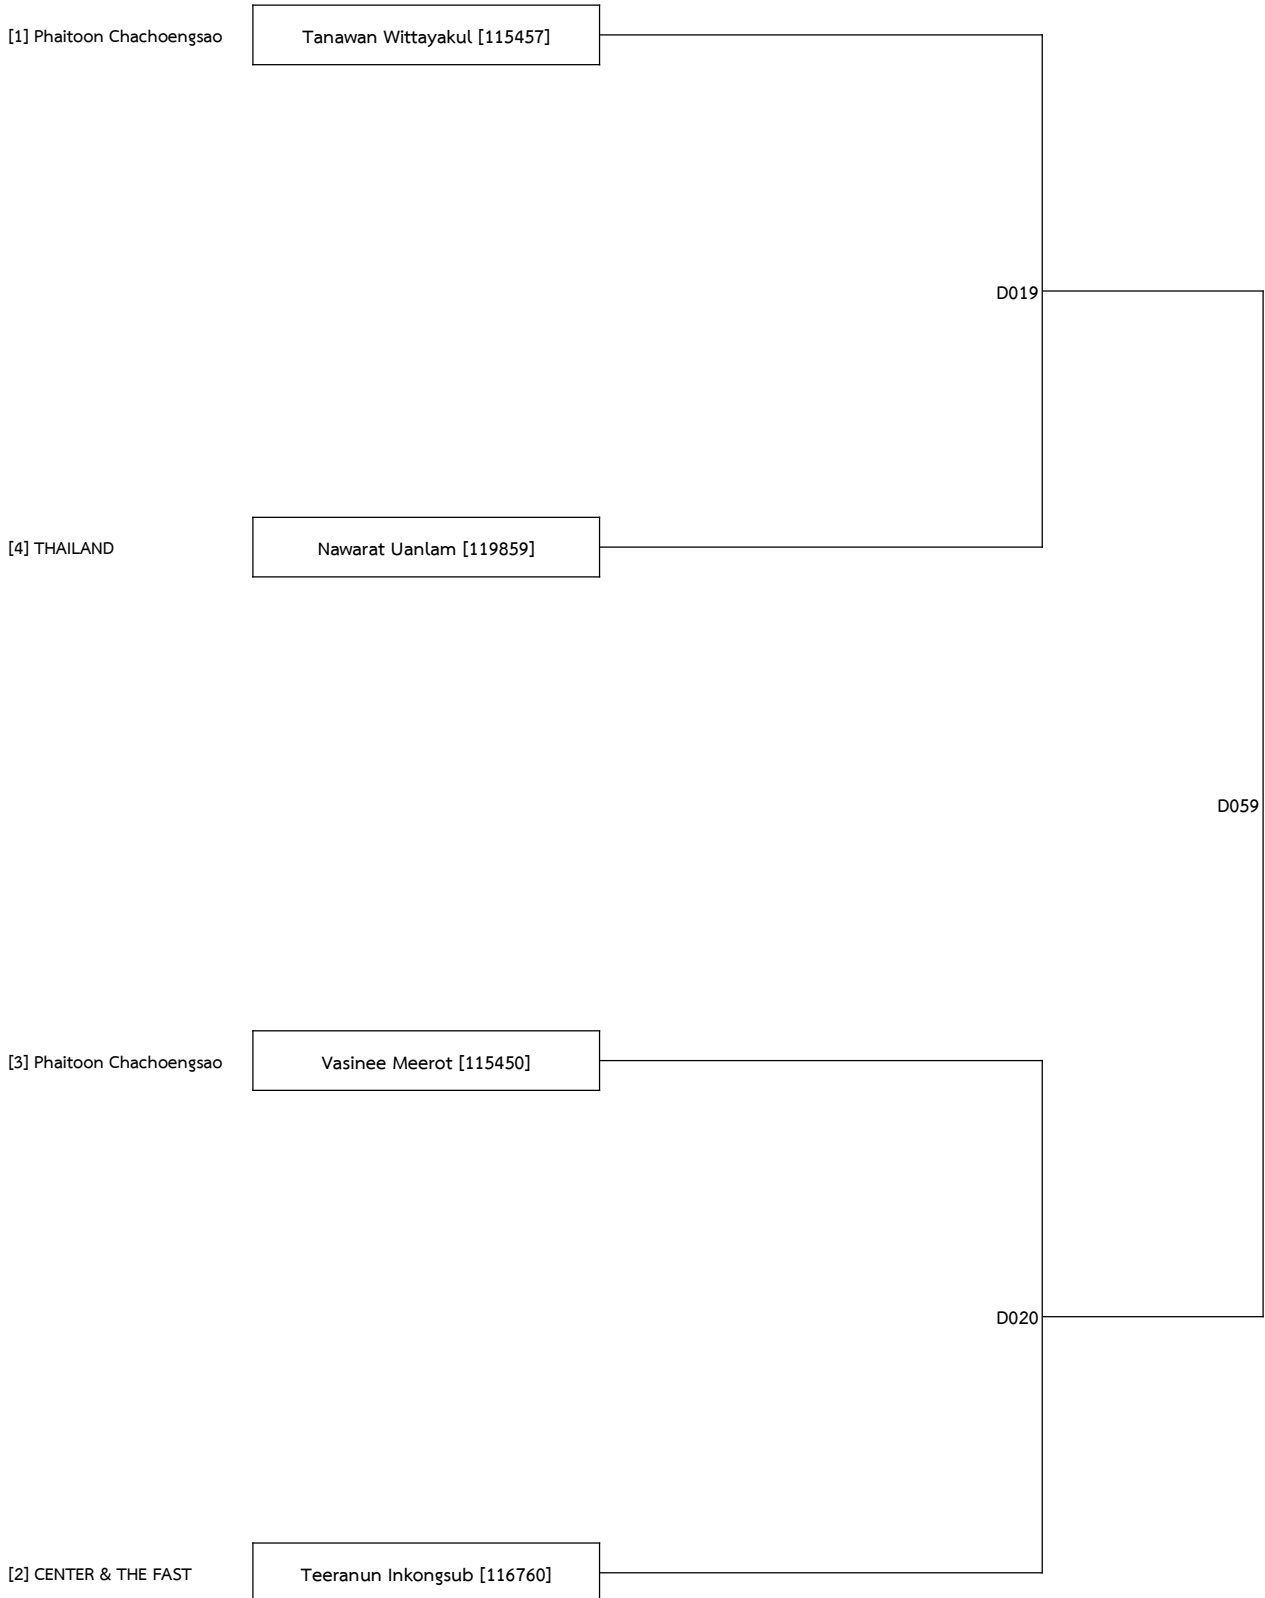 [1] Phaitoon Chachoengsao
Tanawan Wittayakul [115457]
D019
[4] THAILAND
Nawarat Uanlam [119859]
D059
[3] Phaitoon Chachoengsao
Vasinee Meerot [115450]
D020
[2] CENTER & THE FAST
Teeranun Inkongsub [116760]